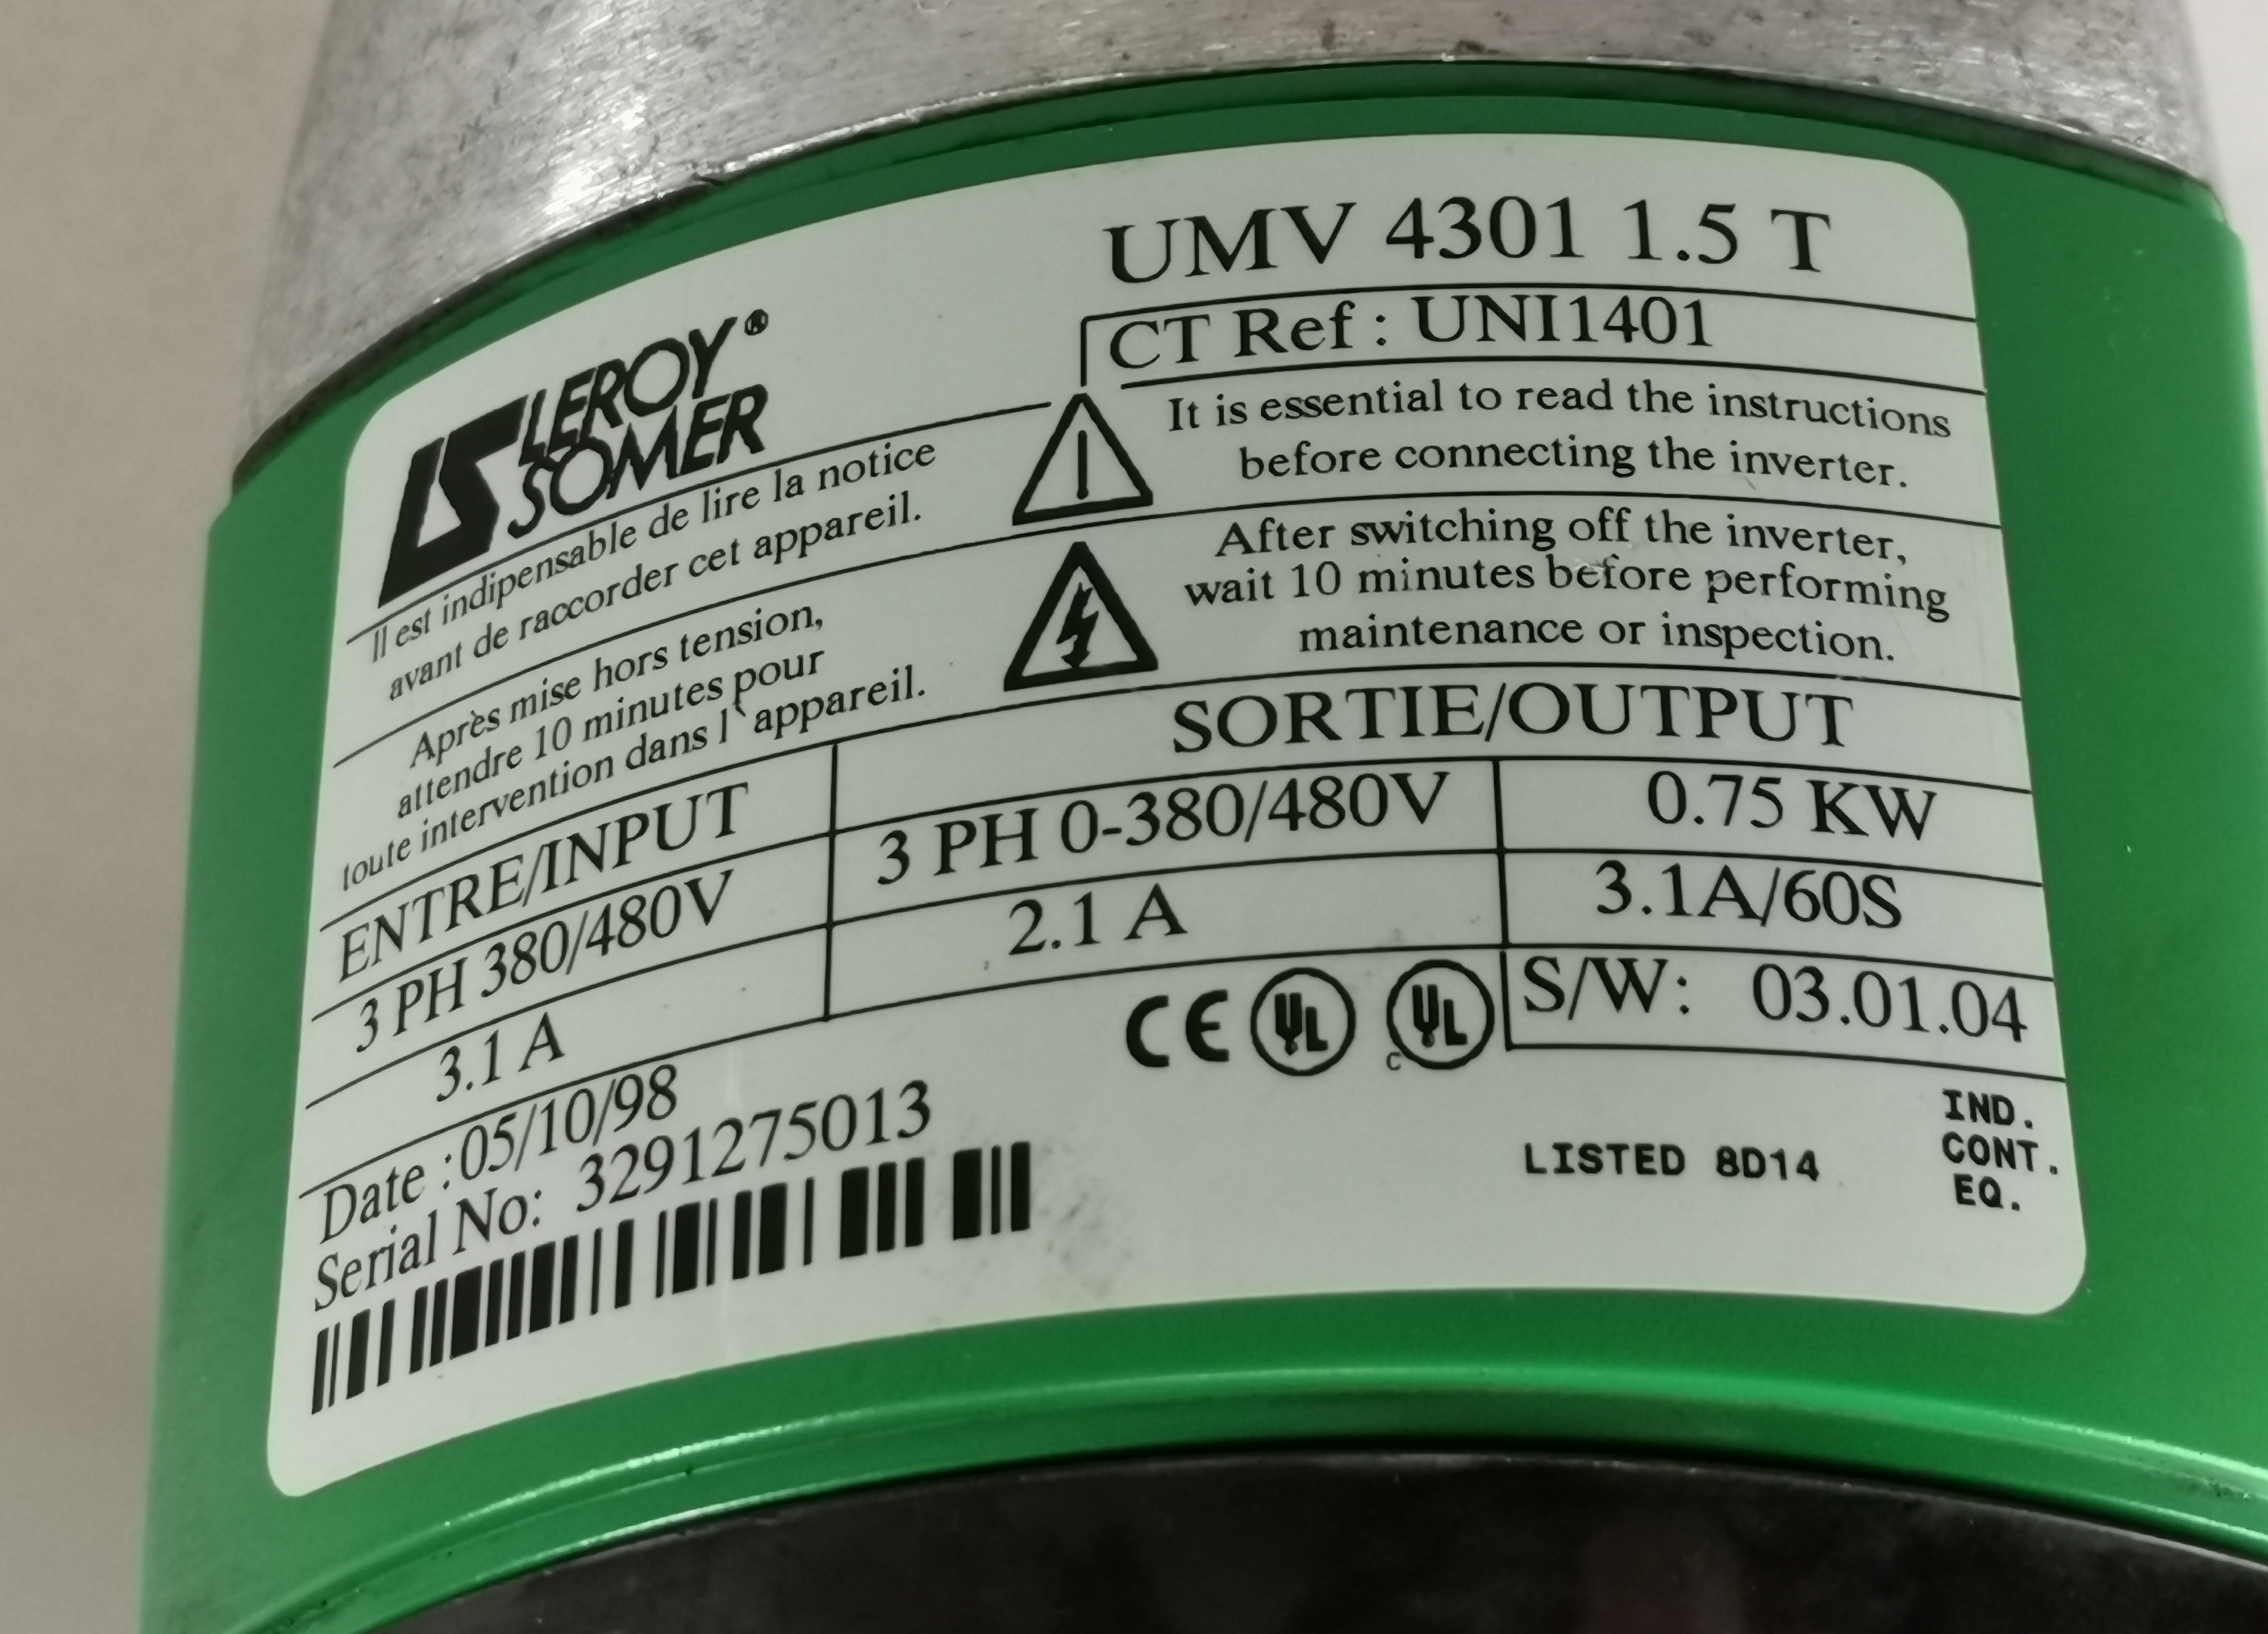 UMV 4301 1.5 T
LEROY®
SOMER
CT Ref : UNI1401
Il est indipensable de lire la notice
avant de raccorder cet appareil.
It is essential to read the instructions
before connecting the inverter.
Après mise hors tension,
attendre 10 minutes pour
toute intervention dans l`appareil.
After switching off the inverter,
wait 10 minutes before performing
maintenance or inspection.
ENTRE/INPUT
SORTIE/OUTPUT
3 PH 380/480V
3 PH 0-380/480V
0.75 KW
3.1 A
2.1 A
3.1A/60S
CE UL c UL
S/W: 03.01.04
Date :05/10/98
Serial No: 3291275013
LISTED 8D14
IND.
CONT.
EQ.